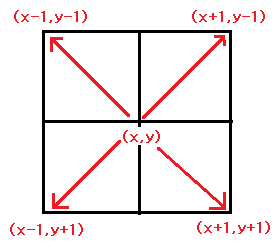 (x-1,y-1) (x+1,y-1)
(x,y)
(x-1,y+1) (x+1,y+1)